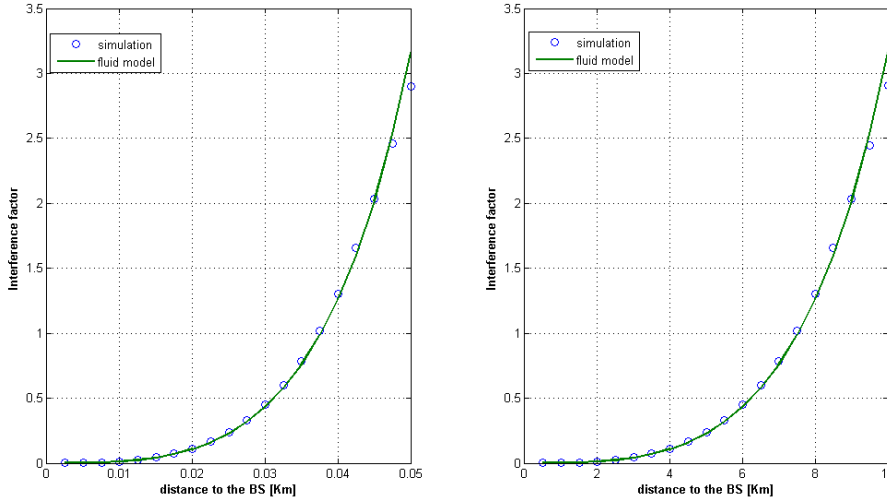 3.5
3
2.5
2
1.5
1
0.5
0
Interference factor
simulation
fluid model
0 0.01 0.02 0.03 0.04 0.05
distance to the BS [Km]
3.5
3
2.5
2
1.5
1
0.5
0
Interference factor
simulation
fluid model
0 2 4 6 8 10
distance to the BS [Km]